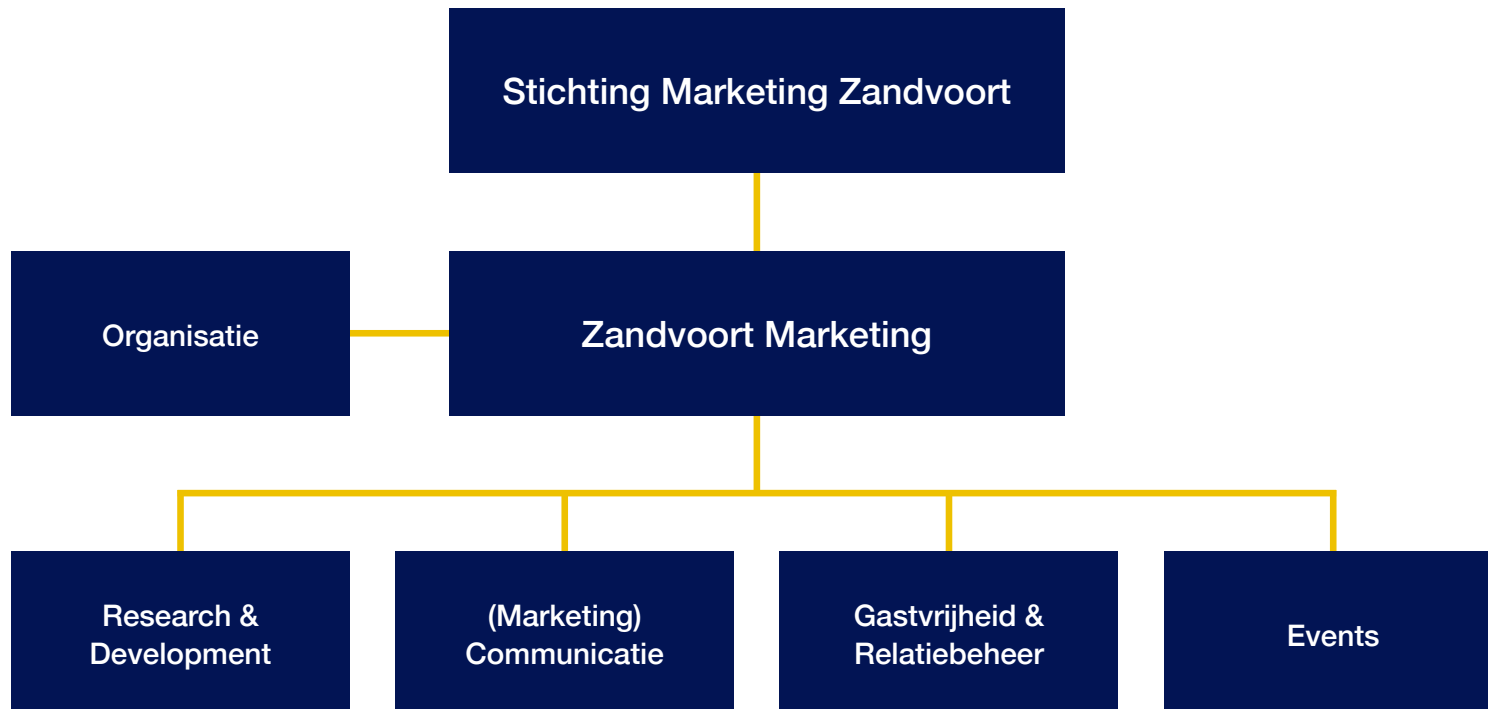 Stichting Marketing Zandvoort
Organisatie
Zandvoort Marketing
Research &
Development
(Marketing)
Communicatie
Gastvrijheid &
Relatiebeheer
Events